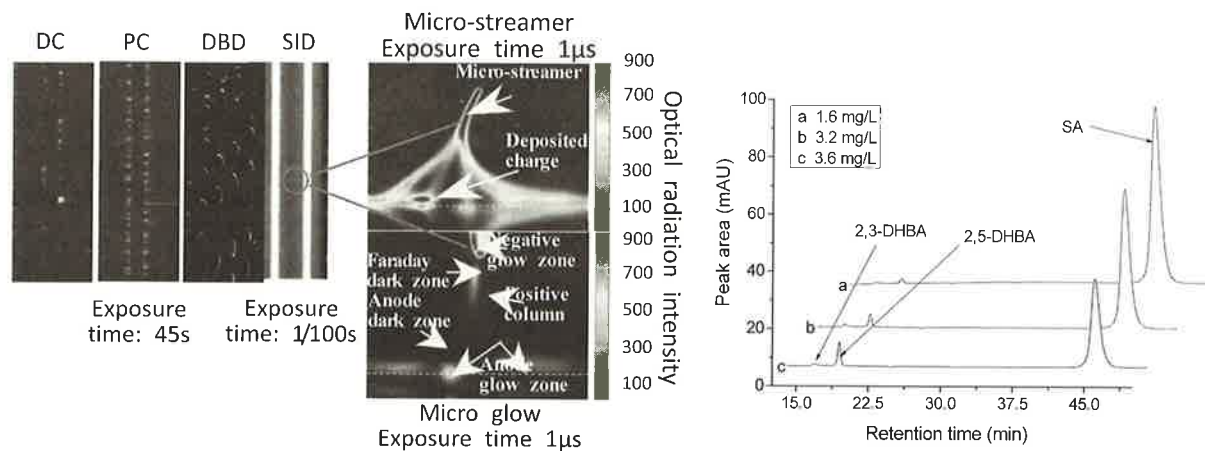 DC PC DBD SID
Exposure
time: 45s
Exposure
time: 1/100s
Micro-streamer
Exposure time 1μs
Micro-streamer
Deposited
charge
Negative
glow zone
Faraday
dark zone
Anode
dark zone
Positive
column
Anode
glow zone
Micro glow
Exposure time 1μs
900
700
500
300
100
900
700
500
300
100
Optical radiation intensity
a 1.6 mg/L
b 3.2 mg/L
c 3.6 mg/L
SA
2,3-DHBA
2,5-DHBA
a
b
c
100
80
60
40
20
0
Peak area (mAU)
15.0 22.5 30.0 37.5 45.0
Retention time (min)